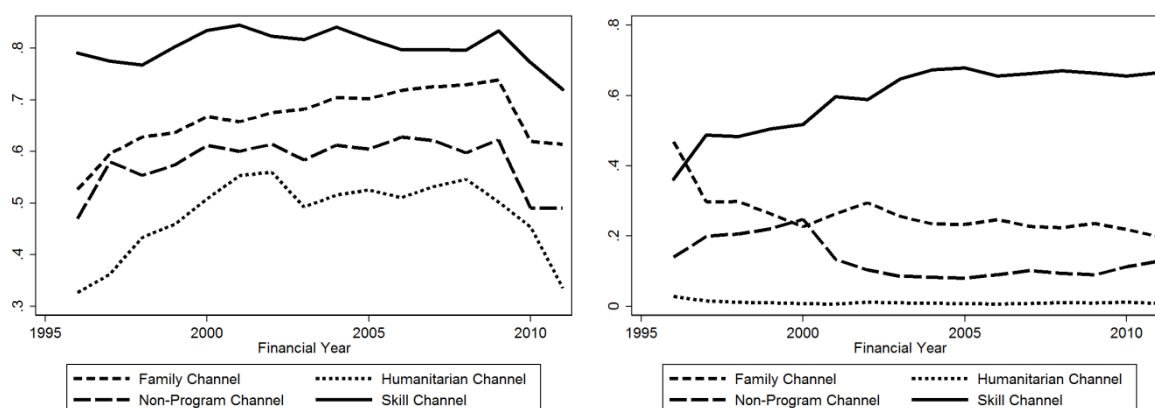 .8
.7
.6
.5
.4
.3
1995 2000 2005 2010
Financial Year
Family Channel Humanitarian Channel
Non-Program Channel Skill Channel
.8
.6
.4
.2
0
1995 2000 2005 2010
Financial Year
Family Channel Humanitarian Channel
Non-Program Channel Skill Channel